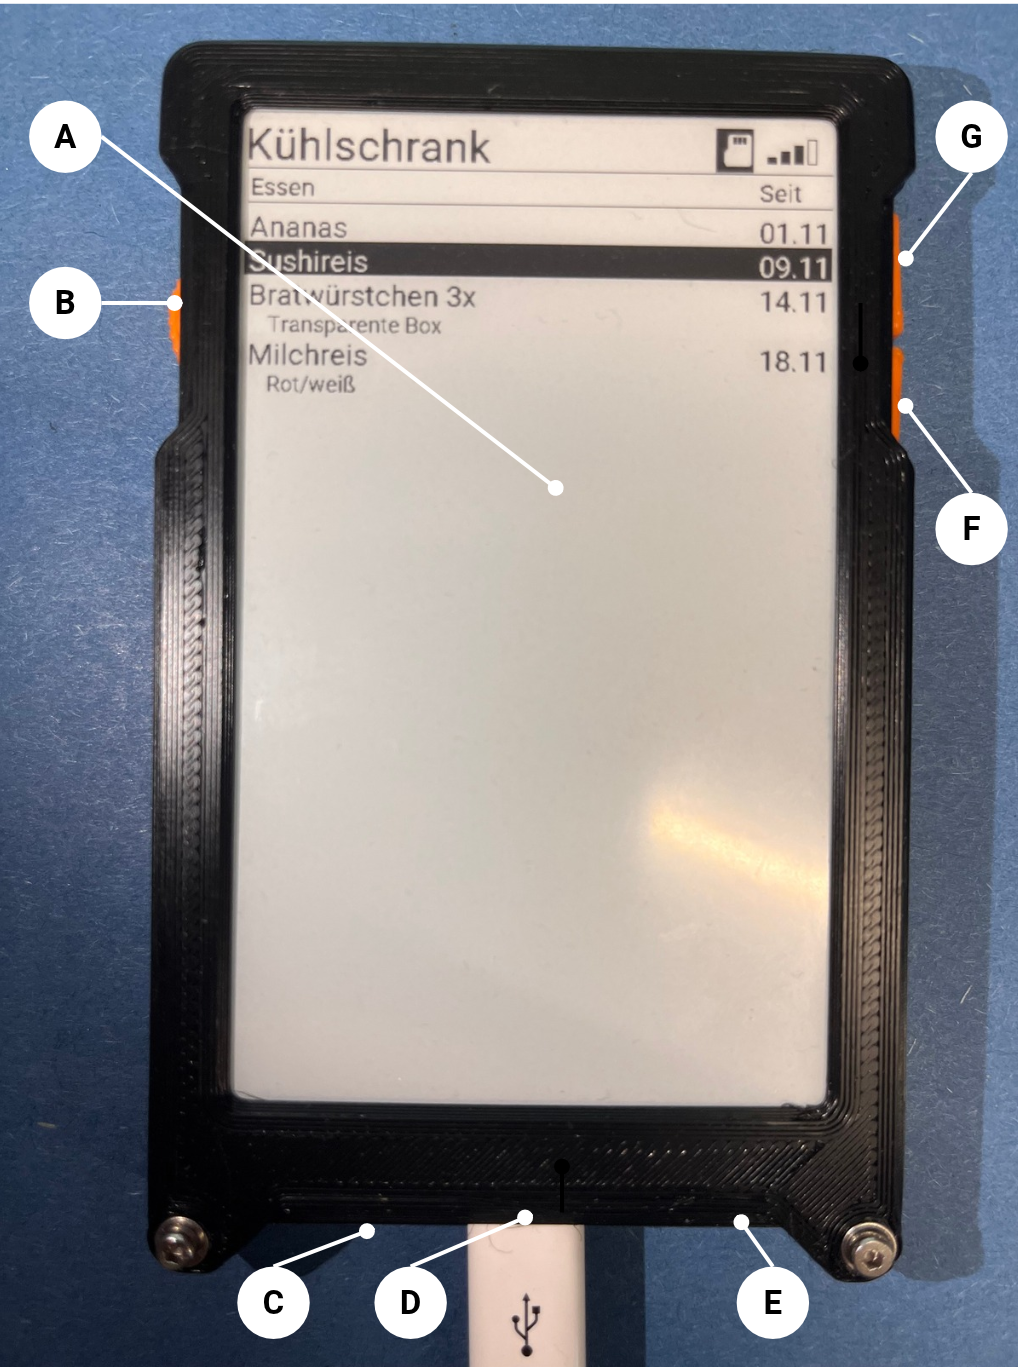 A
G
Kühlschrank
Essen Seit
Ananas 01.11
Sushireis 09.11
B
Bratwürstchen 3x 14.11
Transparente Box
Milchreis 18.11
Rot/weiß
F
C
D
E